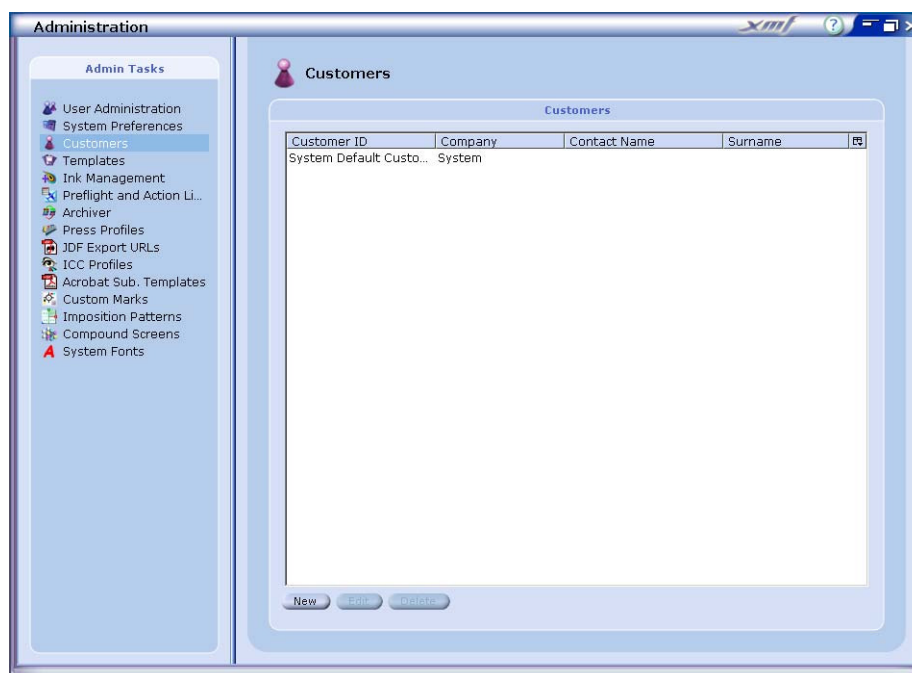 Administration
xmf
?
Admin Tasks
User Administration
System Preferences
Customers
Templates
Ink Management
Preflight and Action Li...
Archiver
Press Profiles
JDF Export URLs
ICC Profiles
Acrobat Sub. Templates
Custom Marks
Imposition Patterns
Compound Screens
System Fonts
Customers
Customers
Customer ID Company Contact Name Surname
System Default Custo... System
New Edit Delete